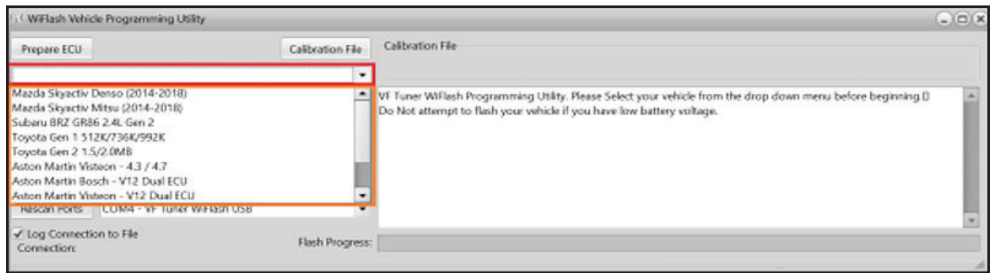 WiFlash Vehicle Programming Utility
Prepare ECU
Calibration File
Calibration File
Mazda Skyactiv Denso (2014-2018)
Mazda Skyactiv Mitsu (2014-2018)
Subaru BRZ GR86 2.4L Gen 2
Toyota Gen 1 512K/736K/992K
Toyota Gen 2 1.5/2.0MB
Aston Martin Visteon - 4.3 / 4.7
Aston Martin Bosch - V12 Dual ECU
Aston Martin Visteon - V12 Dual ECU
VF Tuner WiFlash Programming Utility. Please Select your vehicle from the drop down menu before beginning.
Do Not attempt to flash your vehicle if you have low battery voltage.
Rescan Ports
COM4 - VF Tuner WiFlash USB
Log Connection to File
Connection:
Flash Progress: